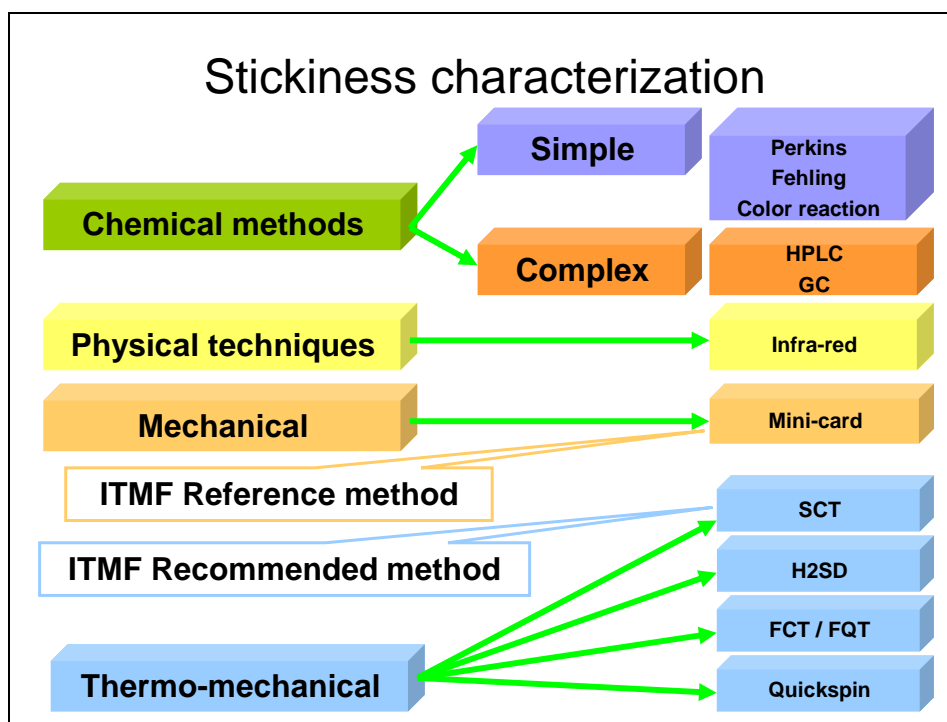 Stickiness characterization
Simple
Perkins
Fehling
Color reaction
Chemical methods
Complex
HPLC
GC
Physical techniques
Infra-red
Mechanical
Mini-card
ITMF Reference method
SCT
ITMF Recommended method
H2SD
FCT / FQT
Thermo-mechanical
Quickspin